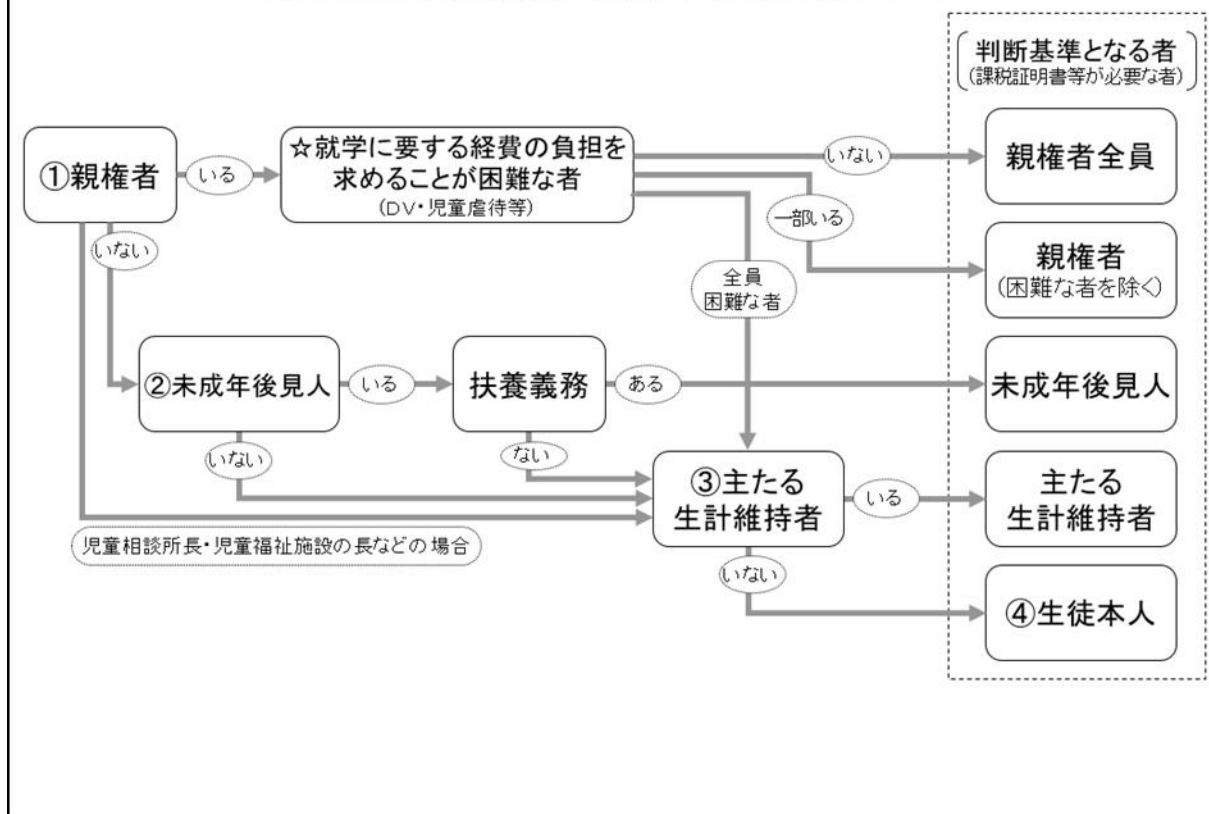 判断基準となる者
(課税証明書等が必要な者)
①親権者
いる
☆就学に要する経費の負担を
求めることが困難な者
(DV・児童虐待等)
いない
親権者全員
一部いる
親権者
(困難な者を除く)
全員
困難な者
いない
②未成年後見人
いる
扶養義務
ある
未成年後見人
いない
ない
③主たる
生計維持者
いる
主たる
生計維持者
児童相談所長・児童福祉施設の長などの場合
いない
④生徒本人